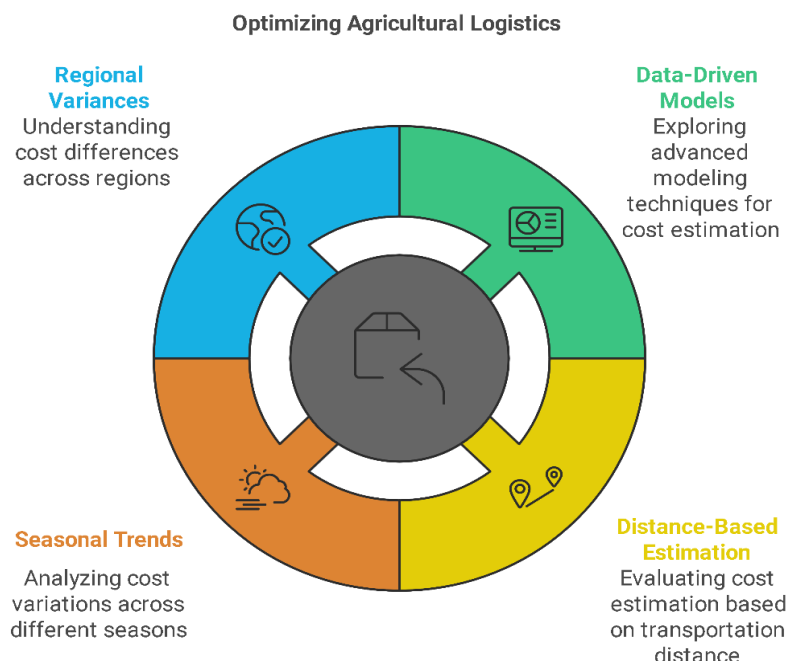 Optimizing Agricultural Logistics
Regional
Variances
Understanding
cost differences
across regions
Data-Driven
Models
Exploring
advanced
modeling
techniques for
cost estimation
Seasonal Trends
Analyzing cost
variations across
different seasons
Distance-Based
Estimation
Evaluating cost
estimation based
on transportation
distance